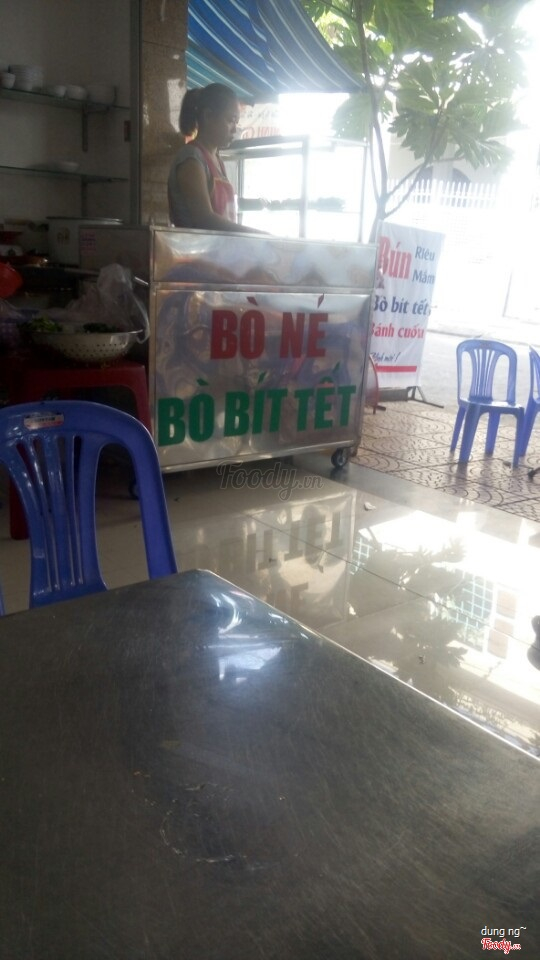 BÒ NÉ
BÒ BÍT TẾT
Bún Riêu
Mắm
Bò bít tết
Bánh cuốn
Foody.vn
dung ng~
Foody.vn